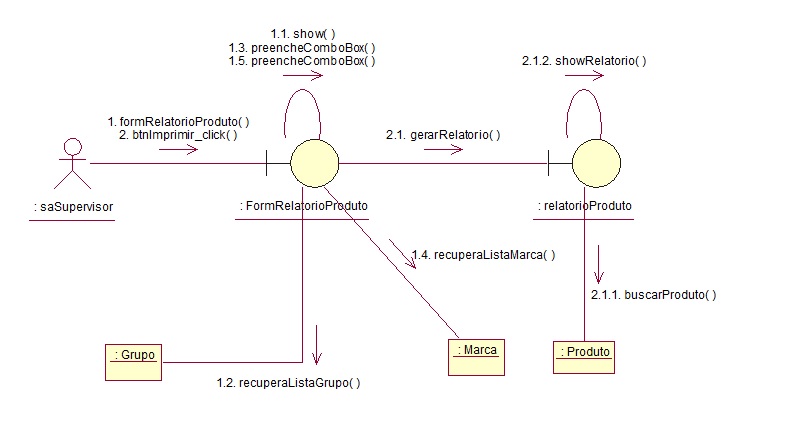 1.1. show( )
1.3. preencheComboBox( )
1.5. preencheComboBox( )
2.1.2. showRelatorio( )
1. formRelatorioProduto( )
2. btnImprimir_click( )
2.1. gerarRelatorio( )
: saSupervisor
: FormRelatorioProduto
: relatorioProduto
1.4. recuperaListaMarca( )
2.1.1. buscarProduto( )
: Grupo
: Marca
: Produto
1.2. recuperaListaGrupo( )